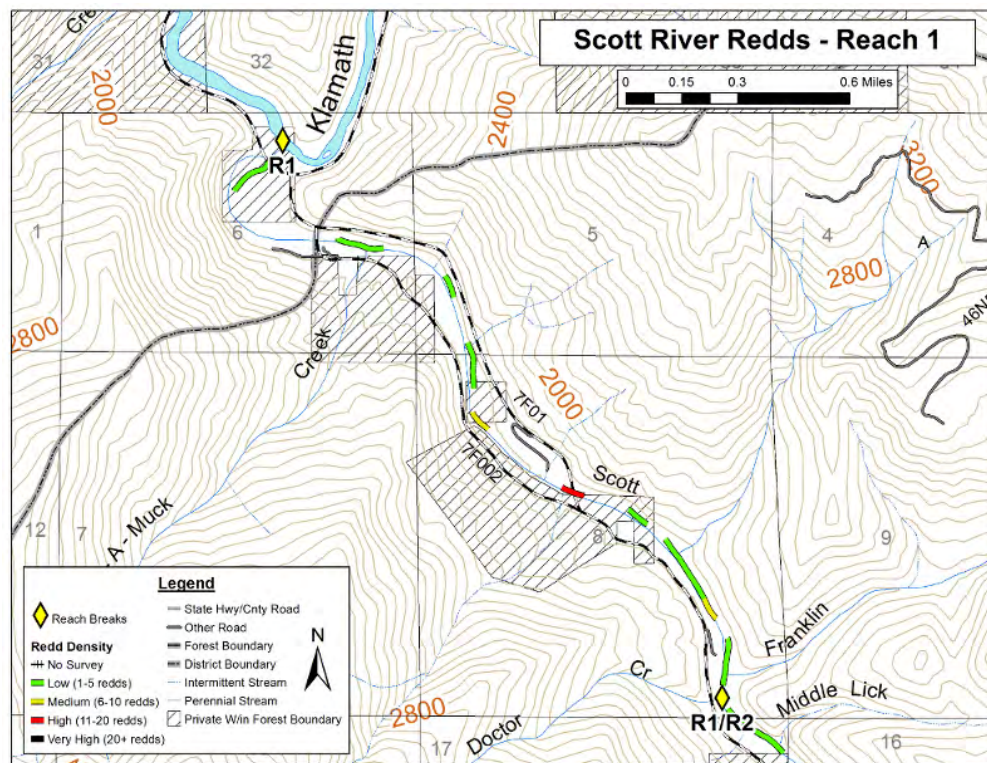 Scott River Redds - Reach 1
0 0.15 0.3 0.6 Miles
31
32
Klamath
2000
2400
3200
R1
1
6
5
4
A
2800
2800
46N
Creek
2000
7F01
7F002
Scott
12
7
A - Muck
8
9
Franklin
Cr
Middle Lick
R1/R2
2800
Doctor
17
16
Legend
Reach Breaks
Redd Density
No Survey
Low (1-5 redds)
Medium (6-10 redds)
High (11-20 redds)
Very High (20+ redds)
State Hwy/Cnty Road
Other Road
Forest Boundary
District Boundary
Intermittent Stream
Perennial Stream
Private W/in Forest Boundary
N